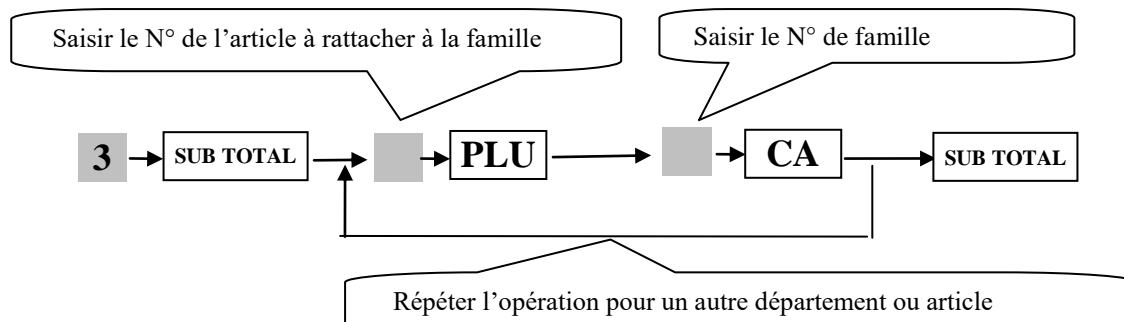 Saisir le N° de l’article à rattacher à la famille
Saisir le N° de famille
3 SUB TOTAL PLU CA SUB TOTAL
Répéter l’opération pour un autre département ou article